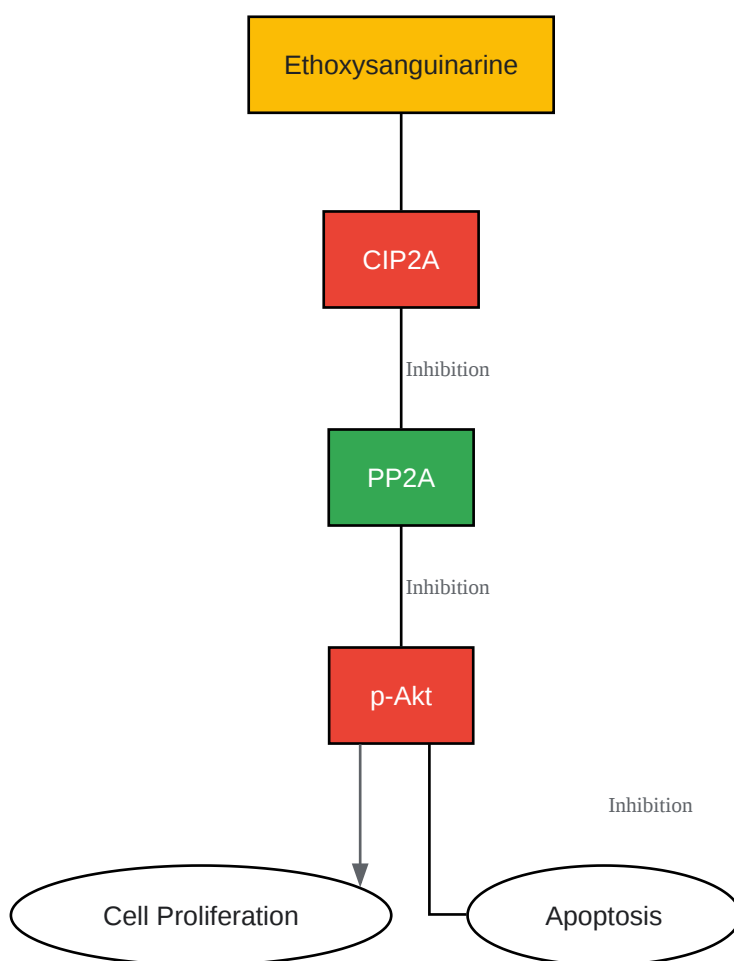 Ethoxysanguinarine
CIP2A
Inhibition
PP2A
Inhibition
p-Akt
Inhibition
Cell Proliferation
Apoptosis